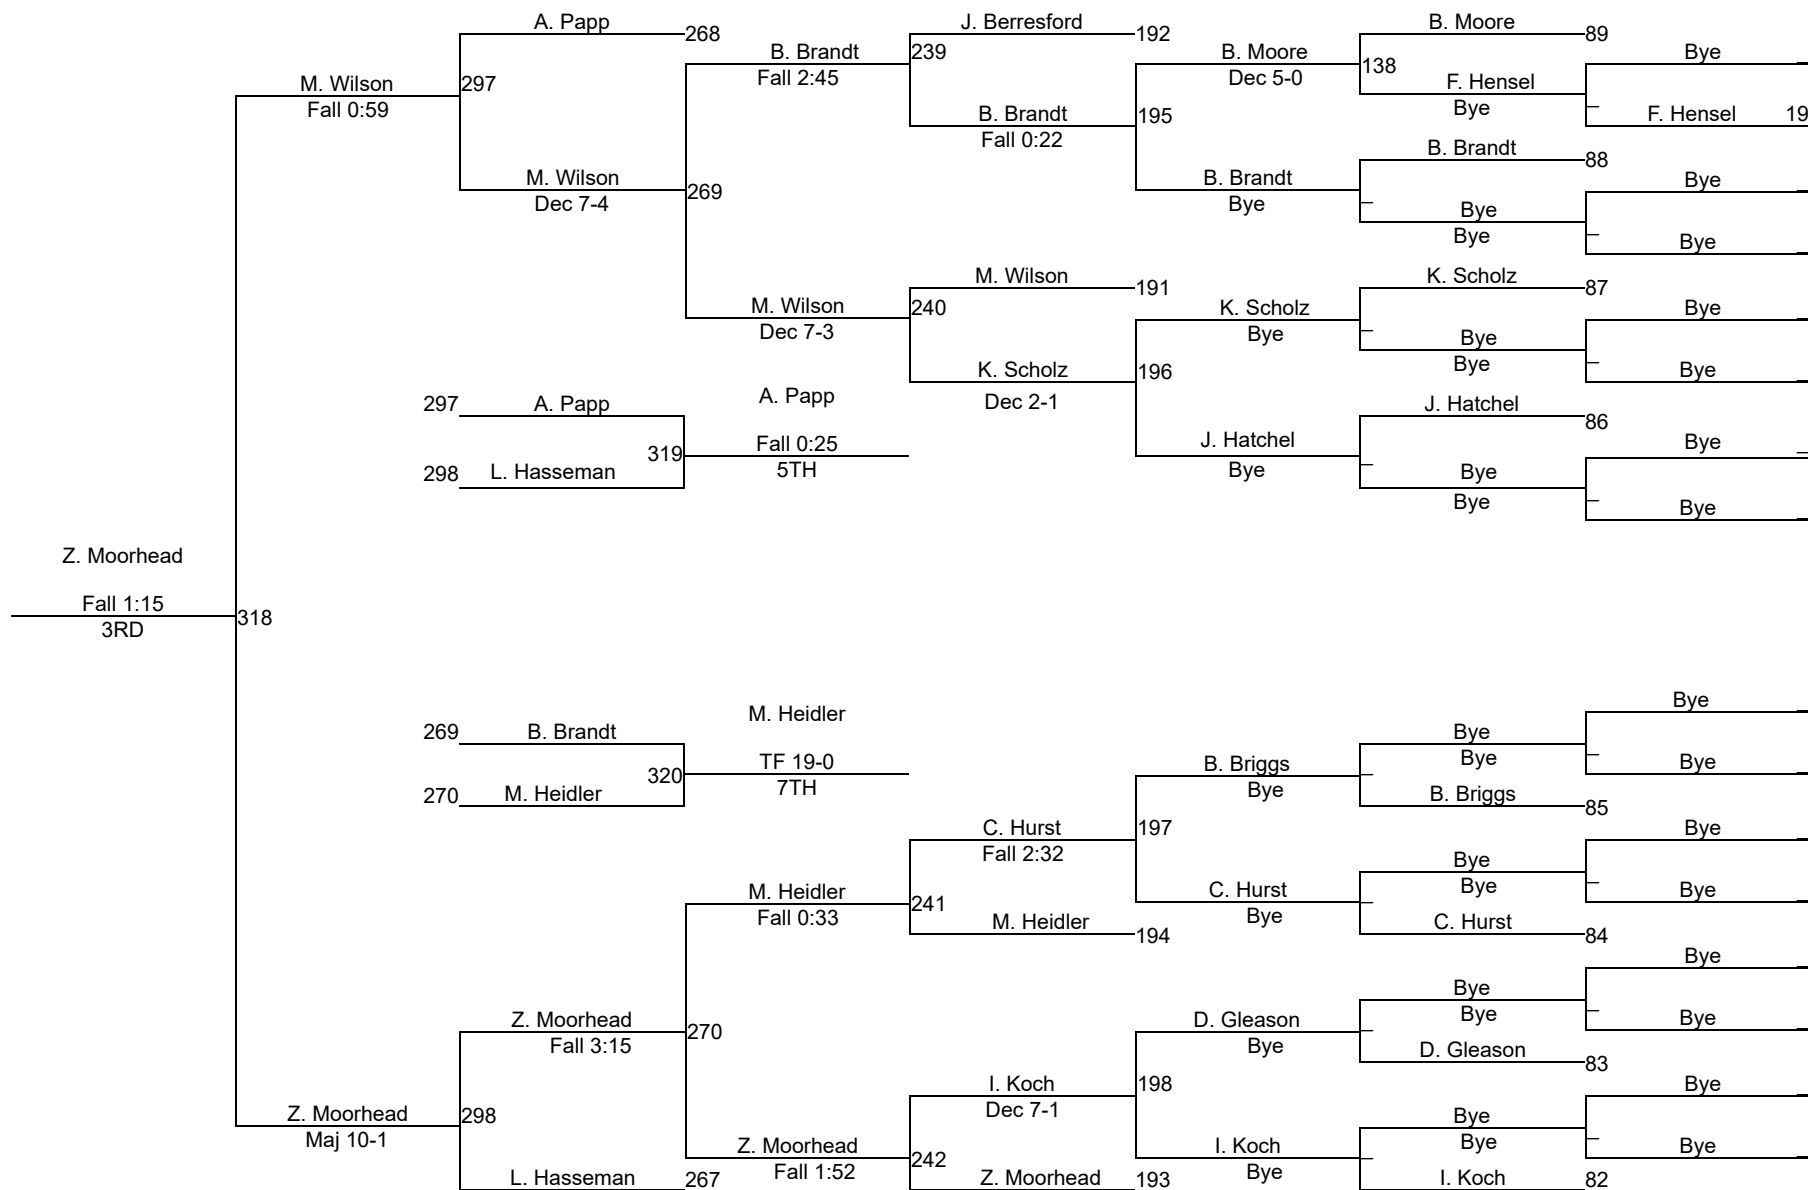 A. Papp
268
J. Berresford
192
B. Moore
89
Bye
M. Wilson
Fall 0:59
297
B. Brandt
Fall 2:45
239
B. Moore
Dec 5-0
138
F. Hensel
Bye
F. Hensel 19
B. Brandt
Fall 0:22
195
B. Brandt
88
Bye
M. Wilson
Dec 7-4
269
B. Brandt
Bye
Bye
Bye
Bye
M. Wilson
191
K. Scholz
87
Bye
M. Wilson
Dec 7-3
240
K. Scholz
Bye
Bye
Bye
Bye
K. Scholz
Dec 2-1
196
297
A. Papp
319
298
L. Hasseman
A. Papp
Fall 0:25
5TH
J. Hatchel
86
Bye
J. Hatchel
Bye
Bye
Bye
Bye
Z. Moorhead
Fall 1:15
3RD
318
269
B. Brandt
320
270
M. Heidler
M. Heidler
TF 19-0
7TH
Bye
Bye
Bye
Bye
B. Briggs
Bye
B. Briggs
85
C. Hurst
Fall 2:32
197
Bye
Bye
Bye
Bye
M. Heidler
Fall 0:33
241
C. Hurst
Bye
M. Heidler
194
C. Hurst
84
Bye
Z. Moorhead
Fall 3:15
270
D. Gleason
Bye
Bye
Bye
Bye
D. Gleason
83
I. Koch
Dec 7-1
198
Bye
Z. Moorhead
Maj 10-1
298
Z. Moorhead
Fall 1:52
242
I. Koch
Bye
Bye
Bye
Bye
L. Hasseman
267
Z. Moorhead
193
I. Koch
82